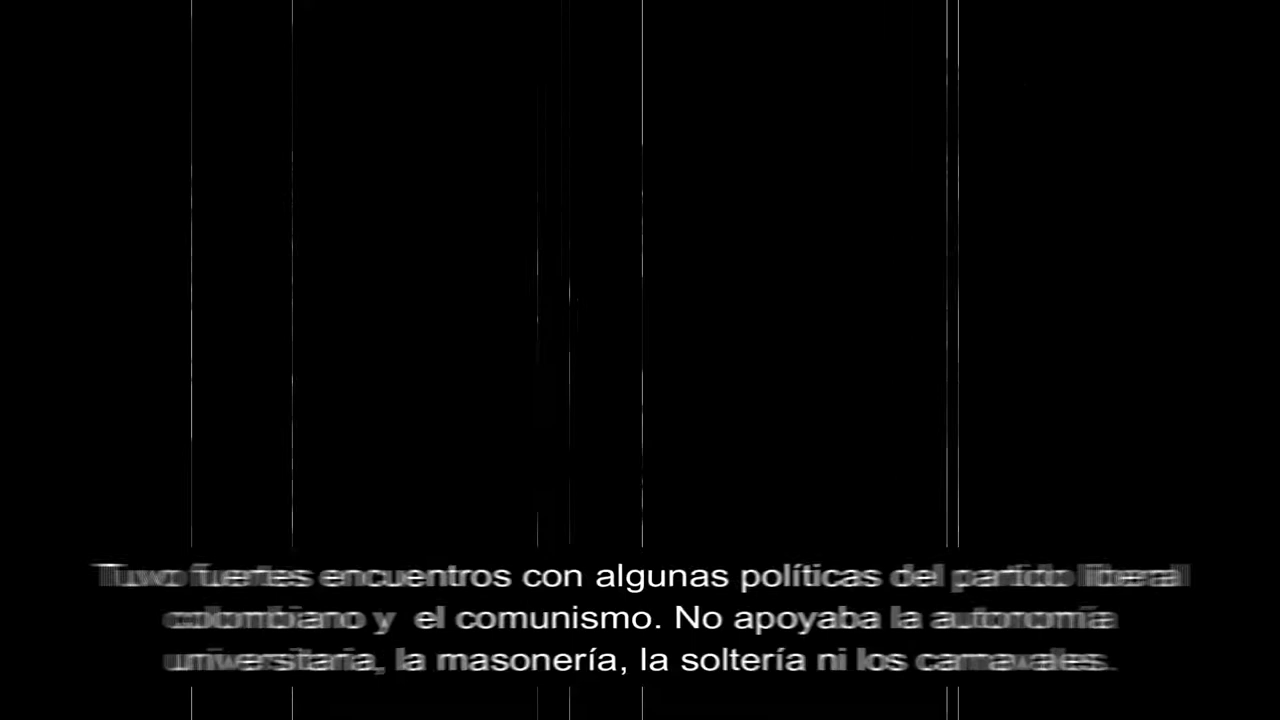 Tuvo fuertes encuentros con algunas políticas del partido liberal
colombiano y el comunismo. No apoyaba la autonomía
universitaria, la masonería, la soltería ni los carnavales.